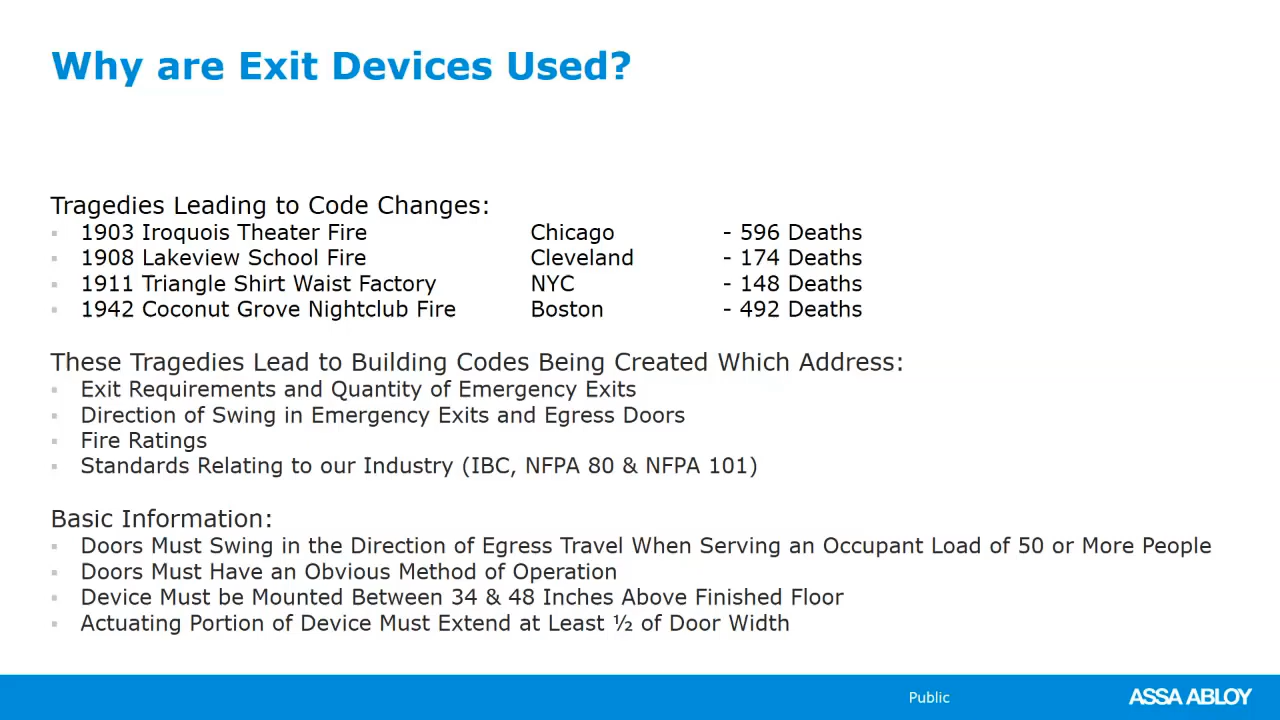 Why are Exit Devices Used?
Tragedies Leading to Code Changes:
▪ 1903 Iroquois Theater Fire Chicago - 596 Deaths
▪ 1908 Lakeview School Fire Cleveland - 174 Deaths
▪ 1911 Triangle Shirt Waist Factory NYC - 148 Deaths
▪ 1942 Coconut Grove Nightclub Fire Boston - 492 Deaths
These Tragedies Lead to Building Codes Being Created Which Address:
▪ Exit Requirements and Quantity of Emergency Exits
▪ Direction of Swing in Emergency Exits and Egress Doors
▪ Fire Ratings
▪ Standards Relating to our Industry (IBC, NFPA 80 & NFPA 101)
Basic Information:
▪ Doors Must Swing in the Direction of Egress Travel When Serving an Occupant Load of 50 or More People
▪ Doors Must Have an Obvious Method of Operation
▪ Device Must be Mounted Between 34 & 48 Inches Above Finished Floor
▪ Actuating Portion of Device Must Extend at Least ½ of Door Width
Public
ASSA ABLOY